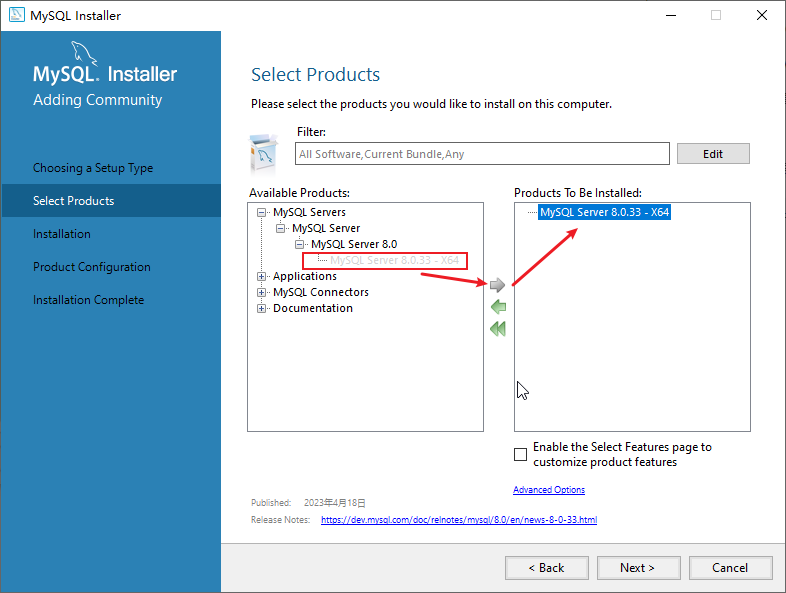 MySQL Installer
MySQL. Installer
Adding Community
Choosing a Setup Type
Select Products
Installation
Product Configuration
Installation Complete
Select Products
Please select the products you would like to install on this computer.
Filter:
All Software,Current Bundle,Any
Edit
Available Products:
MySQL Servers
MySQL Server
MySQL Server 8.0
MySQL Server 8.0.33 - X64
Applications
MySQL Connectors
Documentation
Products To Be Installed:
MySQL Server 8.0.33 - X64
Enable the Select Features page to
customize product features
Advanced Options
Published: 2023年4月18日
Release Notes: https://dev.mysql.com/doc/relnotes/mysql/8.0/en/news-8-0-33.html
< Back
Next >
Cancel